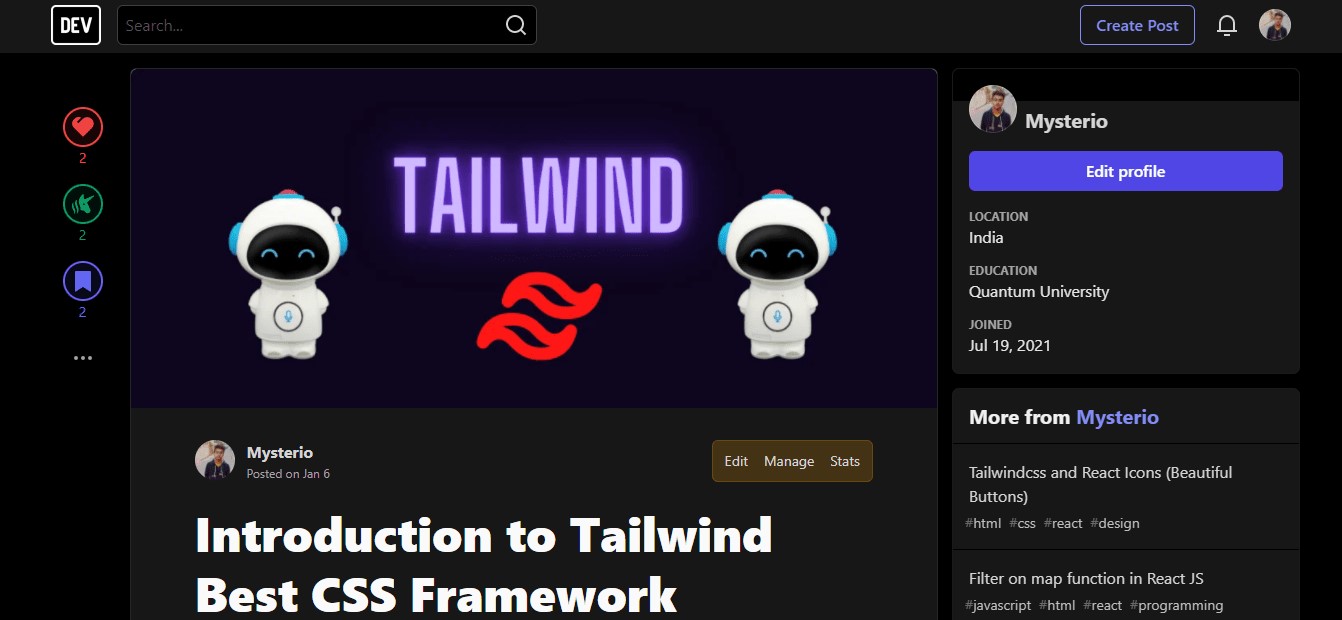 DEV
Search...
Create Post
2
2
2
TAILWIND
Mysterio
Posted on Jan 6
Edit Manage Stats
Introduction to Tailwind
Best CSS Framework
Mysterio
Edit profile
LOCATION
India
EDUCATION
Quantum University
JOINED
Jul 19, 2021
More from Mysterio
Tailwindcss and React Icons (Beautiful
Buttons)
#html #css #react #design
Filter on map function in React JS
#javascript #html #react #programming